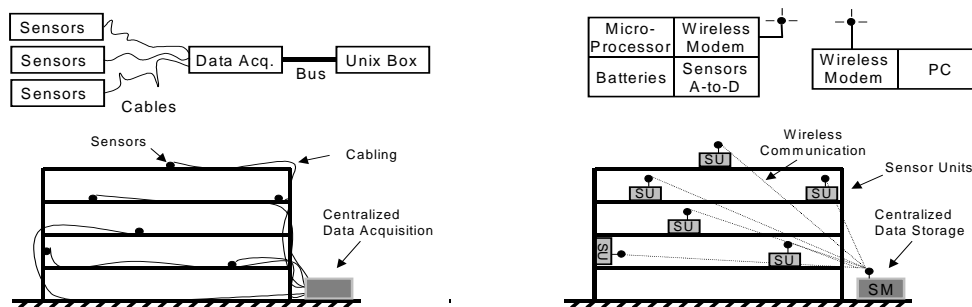 Sensors
Sensors
Sensors
Data Acq.
Bus
Unix Box
Cables
Sensors
Cabling
Centralized
Data Acquisition
Micro-
Processor
Wireless
Modem
Batteries
Sensors
A-to-D
Wireless
Modem
PC
Wireless
Communication
Sensor Units
Centralized
Data Storage
SU
SU
SU
SU
SU
SU
SM